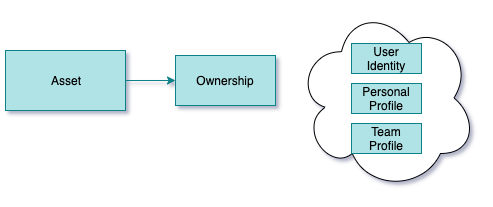 Asset
Ownership
User
Identity
Personal
Profile
Team
Profile